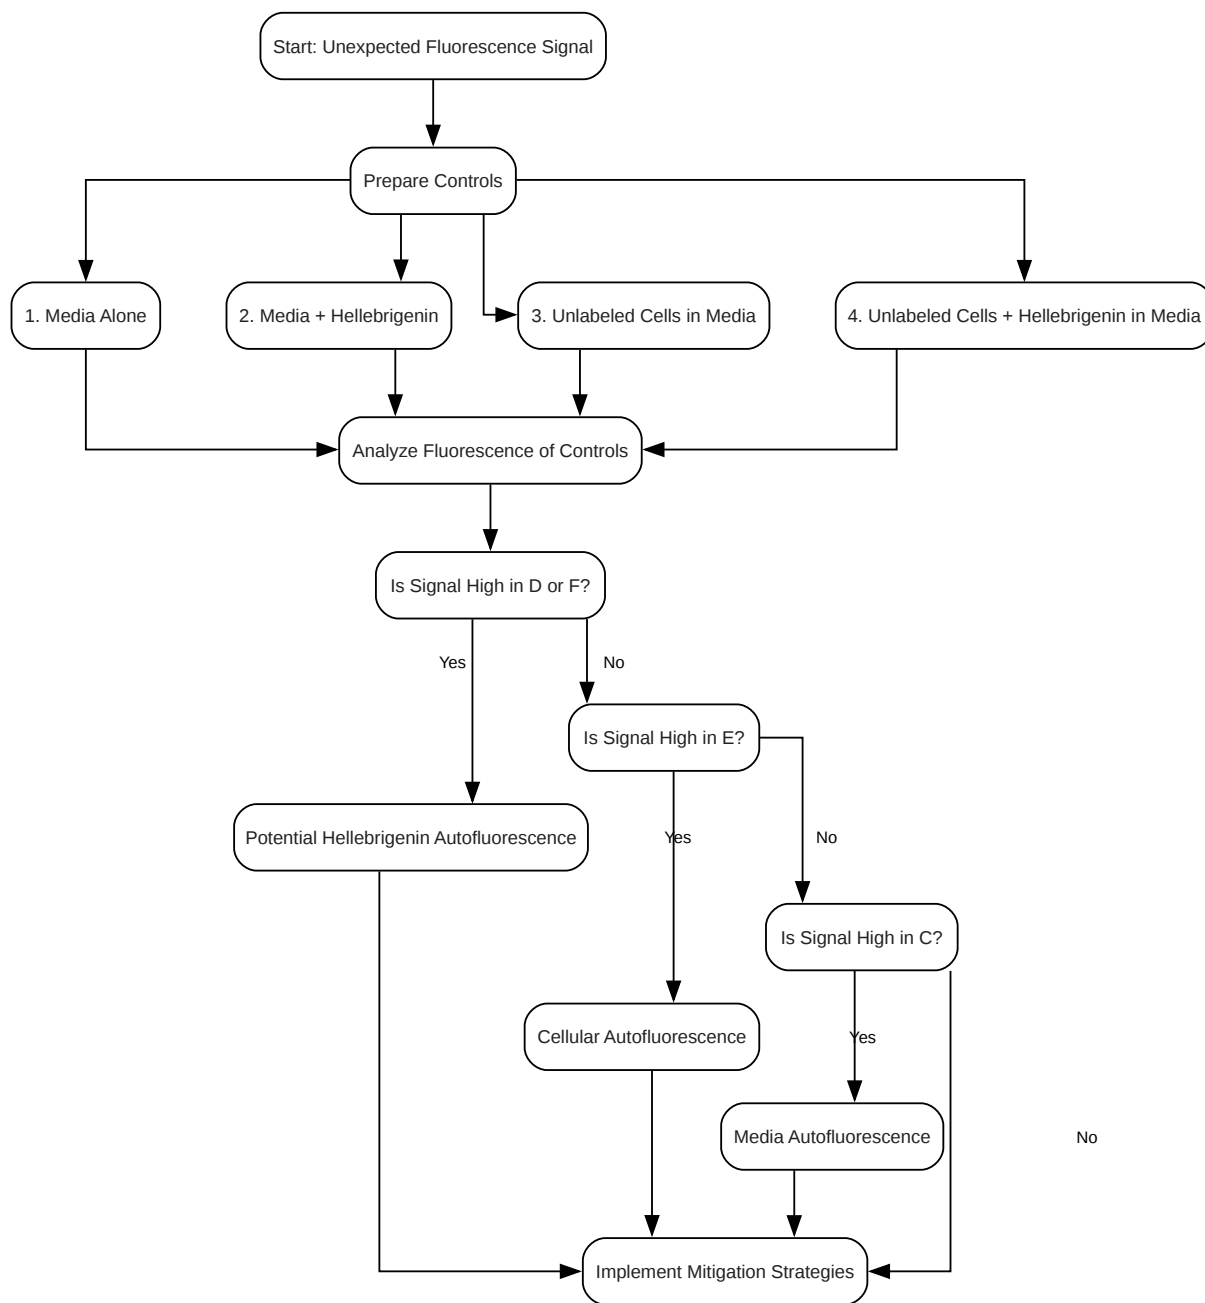 Start: Unexpected Fluorescence Signal
Prepare Controls
1. Media Alone
2. Media + Hellebrigenin
3. Unlabeled Cells in Media
4. Unlabeled Cells + Hellebrigenin in Media
Analyze Fluorescence of Controls
Is Signal High in D or F?
Yes
No
Is Signal High in E?
Potential Hellebrigenin Autofluorescence
Yes
No
Is Signal High in C?
Cellular Autofluorescence
Yes
Media Autofluorescence
No
Implement Mitigation Strategies